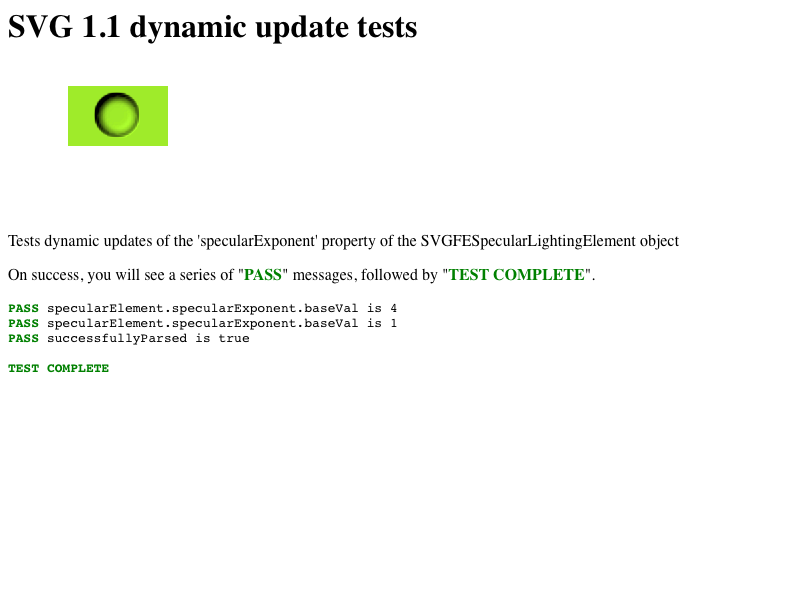 SVG 1.1 dynamic update tests
Tests dynamic updates of the 'specularExponent' property of the SVGFESpecularLightingElement object
On success, you will see a series of "PASS" messages, followed by "TEST COMPLETE".
PASS specularElement.specularExponent.baseVal is 4
PASS specularElement.specularExponent.baseVal is 1
PASS successfullyParsed is true
TEST COMPLETE